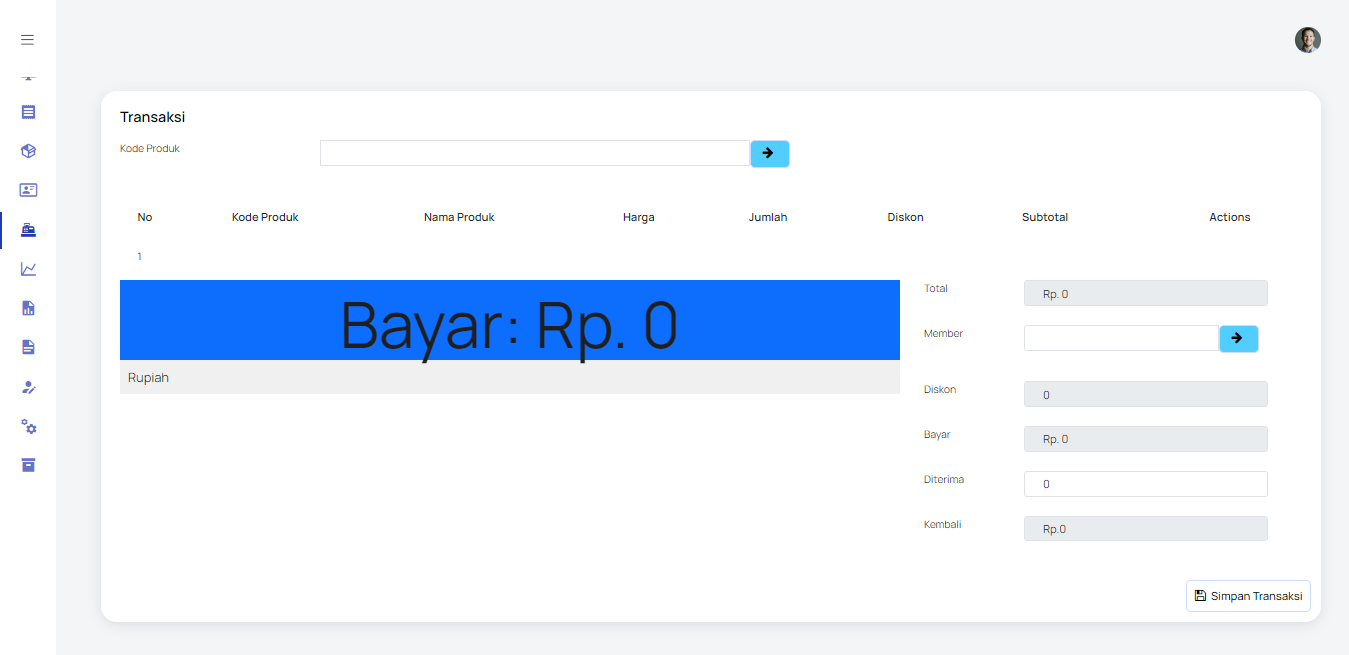 Transaksi
Kode Produk
No Kode Produk Nama Produk Harga Jumlah Diskon Subtotal Actions
1
Bayar: Rp. 0
Rupiah
Total Rp. 0
Member
Diskon 0
Bayar Rp. 0
Diterima 0
Kembali Rp.0
Simpan Transaksi